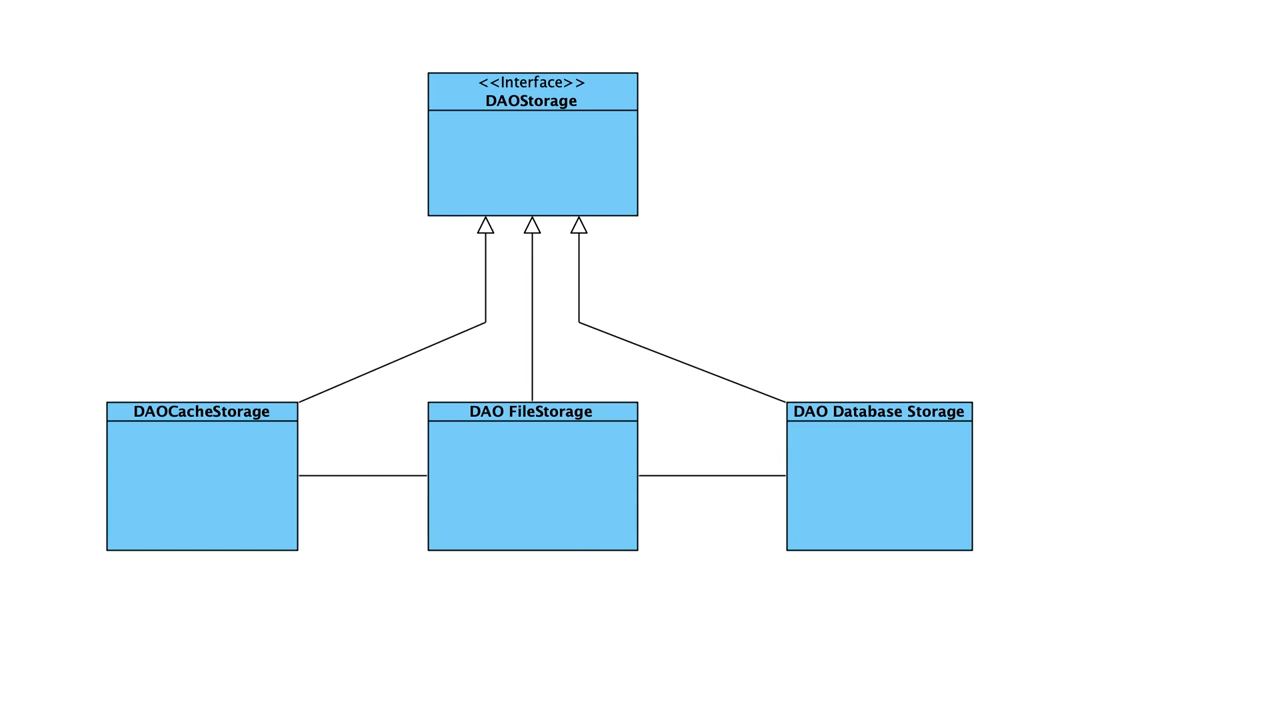 <<Interface>>
DAOStorage
DAOCacheStorage
DAO FileStorage
DAO Database Storage